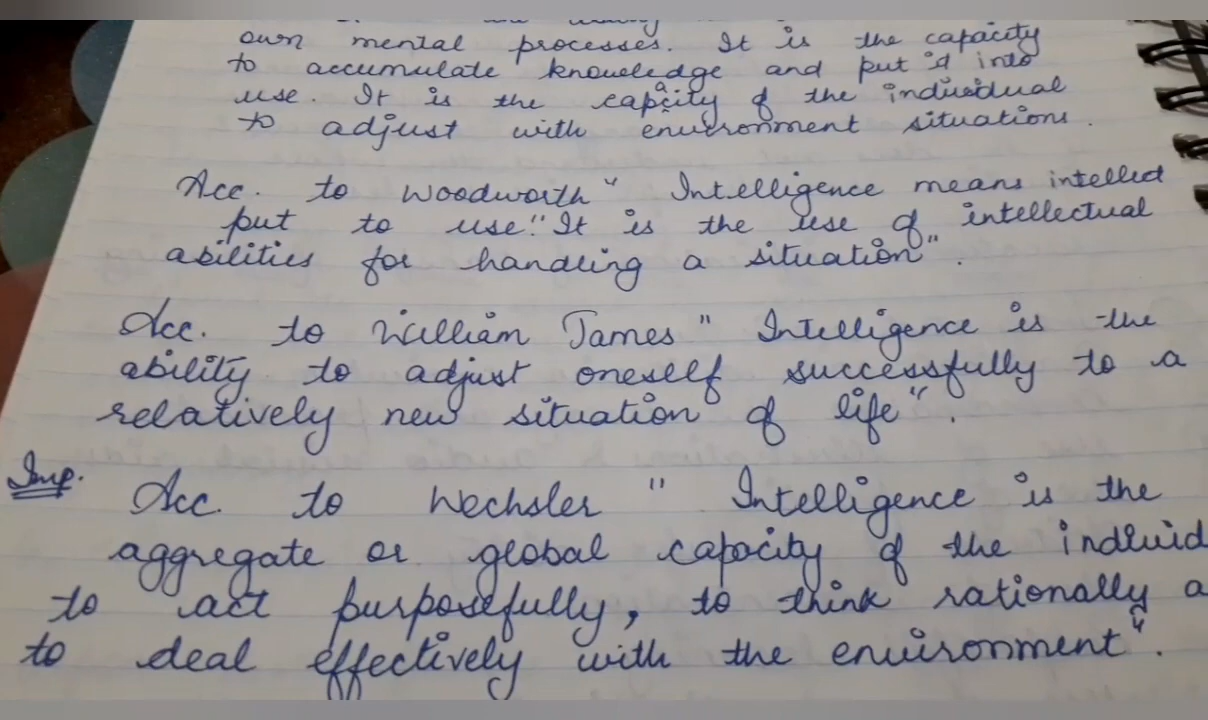 own mental processes. It is the capacity
to accumulate knowledge and put it into
use. It is the capacity of the individual
to adjust with environment situations.
Acc. to Woodworth " Intelligence means intellect
put to use." It is the use of intellectual
abilities for handling a situation".
Acc. to William James " Intelligence is the
ability to adjust oneself successfully to a
relatively new situation of life".
Imp.
Acc. to Wechsler " Intelligence is the
aggregate or global capacity of the individ
to act purposefully, to think rationally a
to deal effectively with the environment".